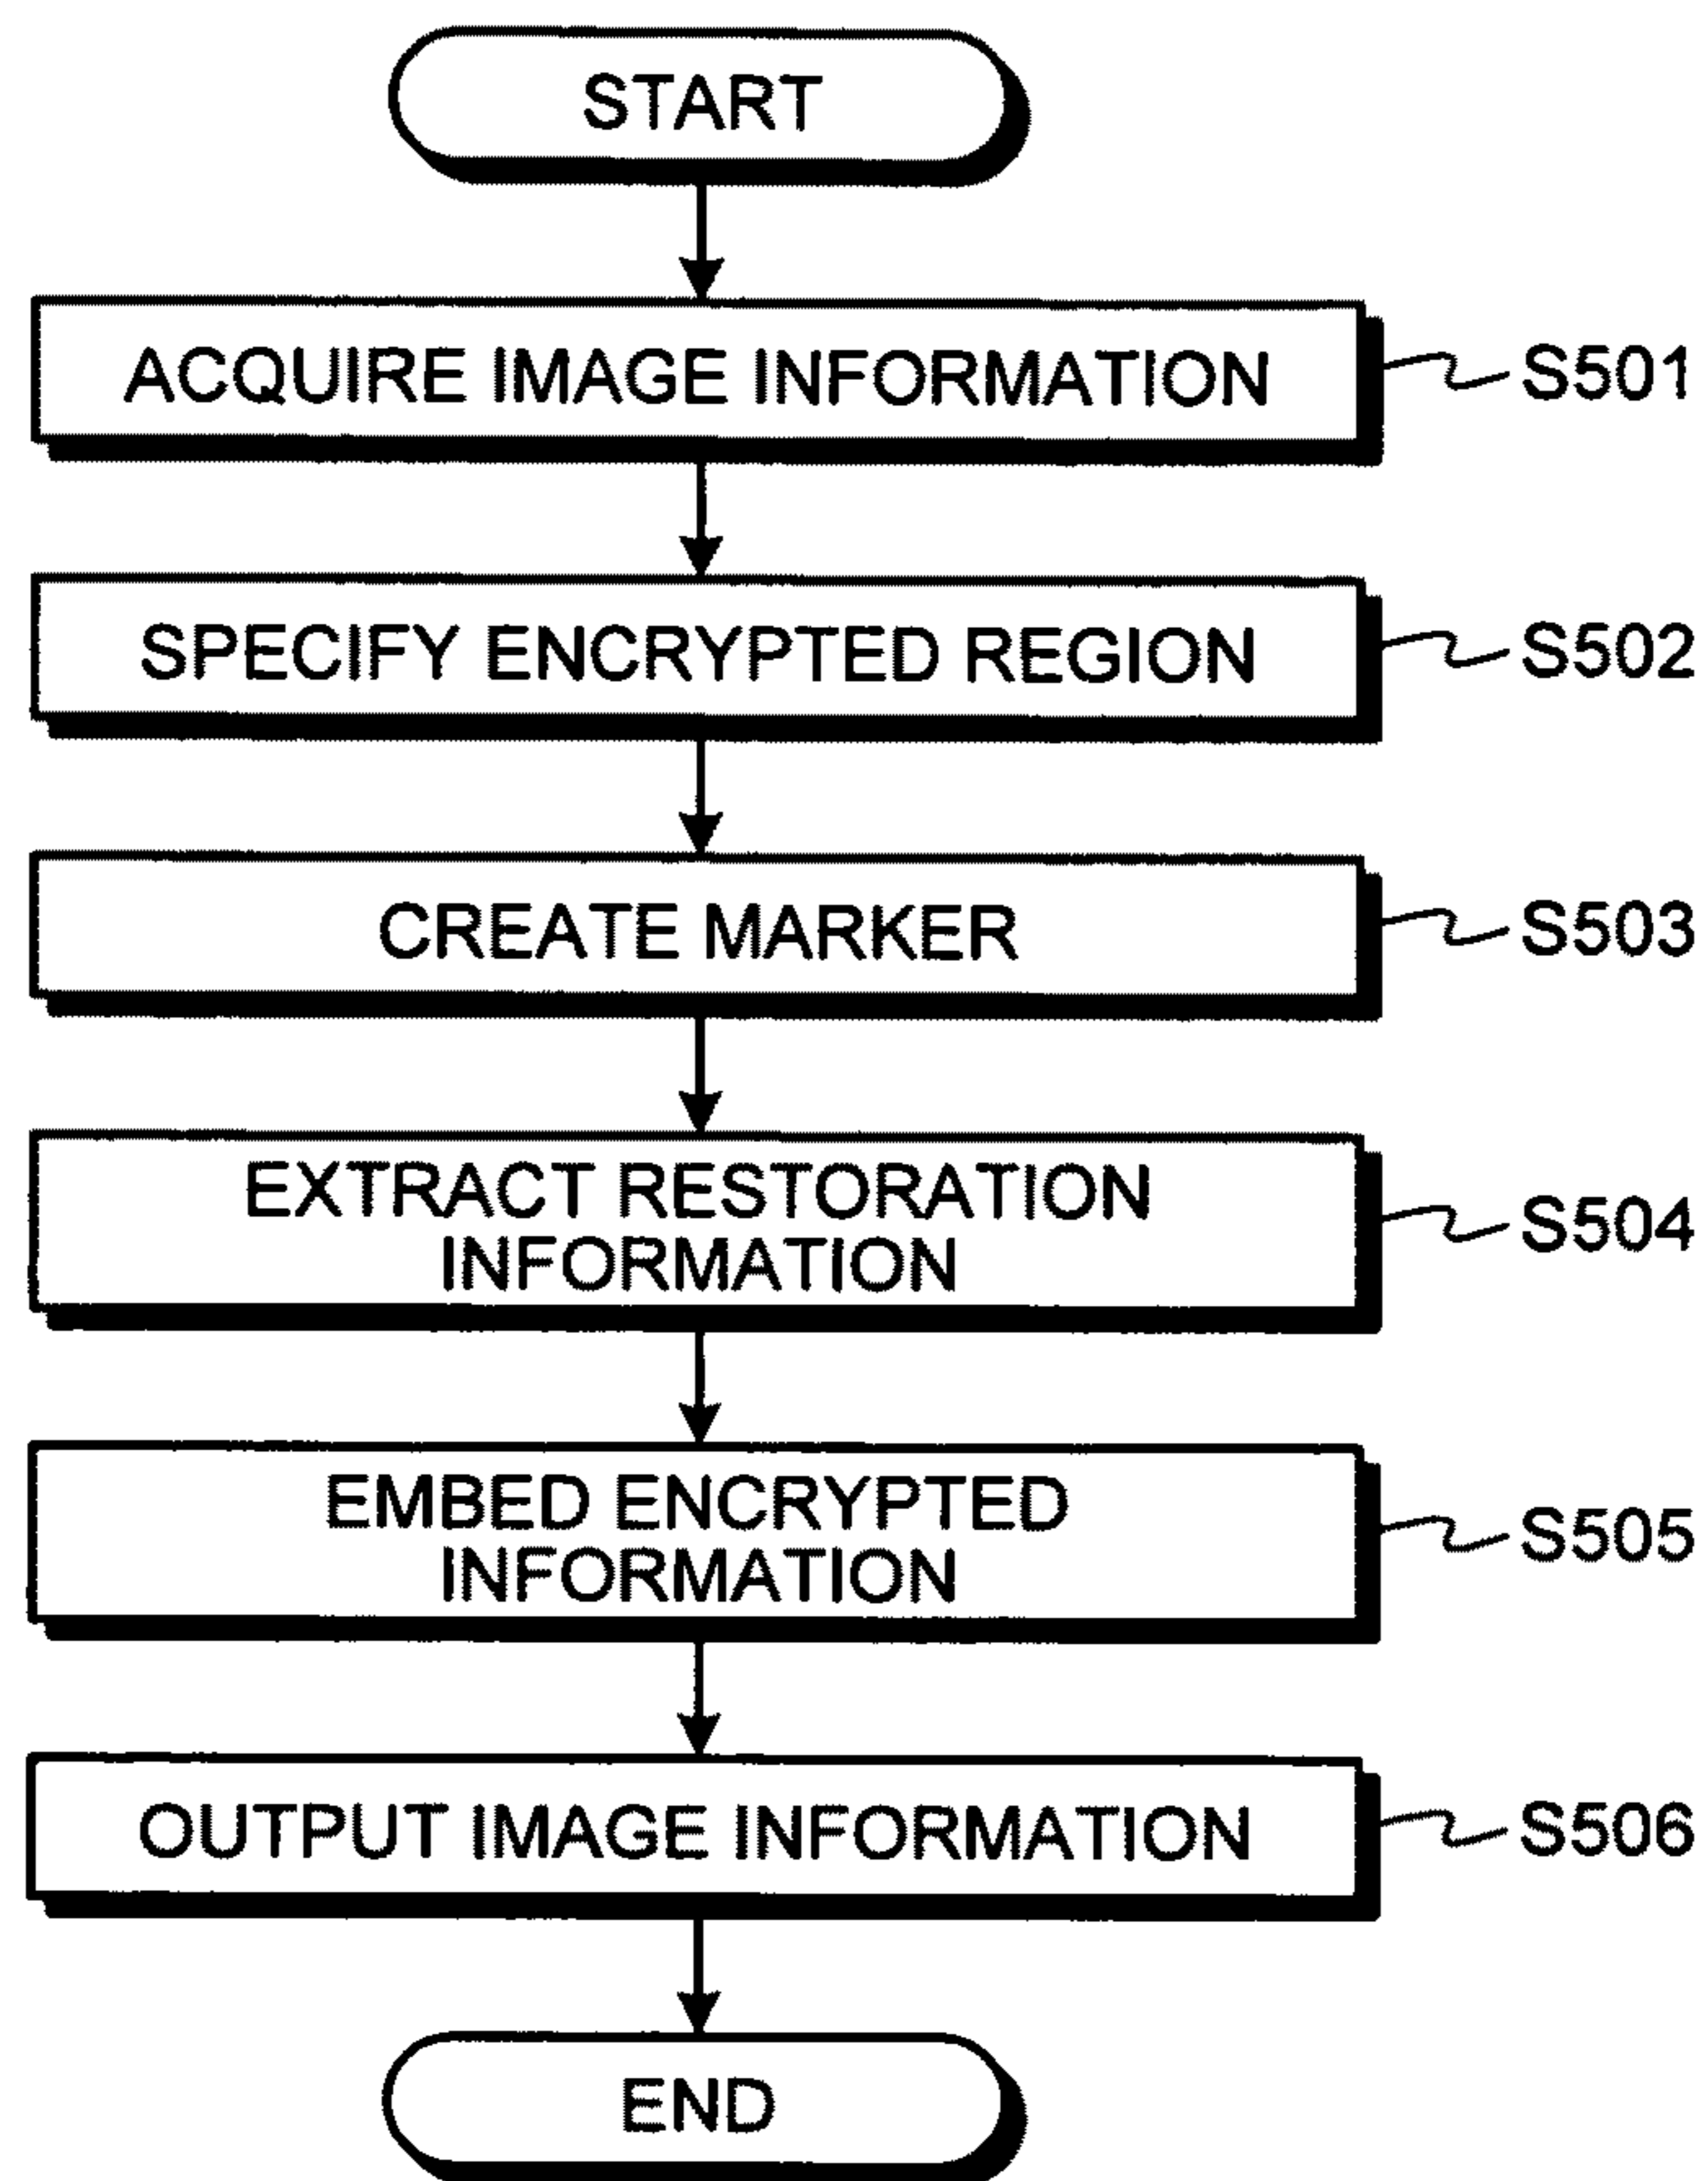 START
ACQUIRE IMAGE INFORMATION
S501
SPECIFY ENCRYPTED REGION
S502
CREATE MARKER
S503
EXTRACT RESTORATION
INFORMATION
S504
EMBED ENCRYPTED
INFORMATION
S505
OUTPUT IMAGE INFORMATION
S506
END